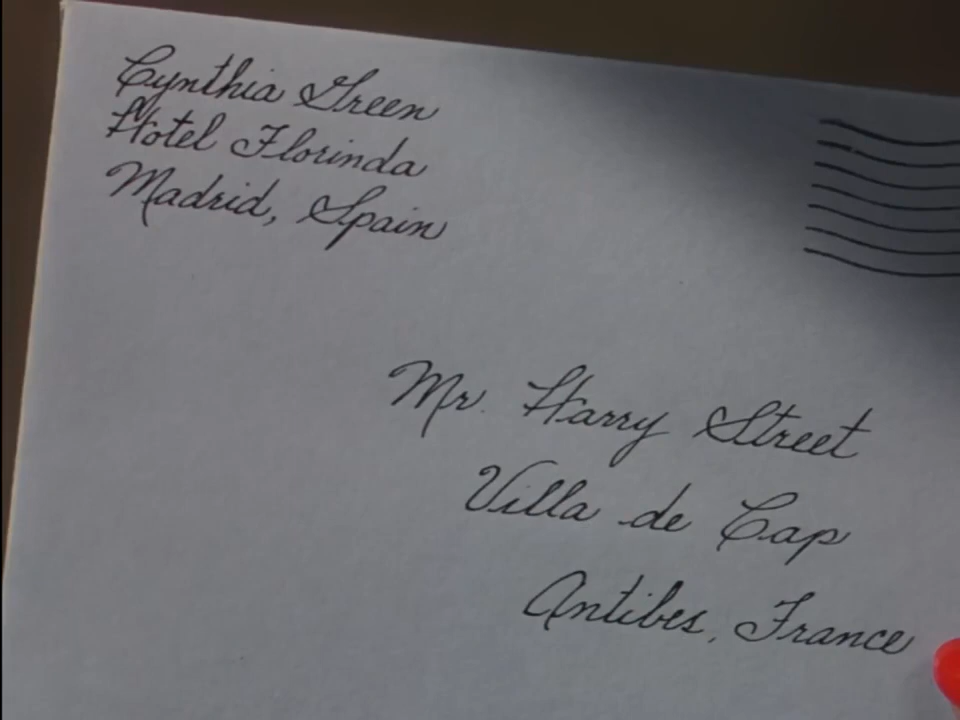 Cynthia Green
Hotel Florinda
Madrid, Spain
Mr. Harry Street
Villa de Cap
Antibes, France